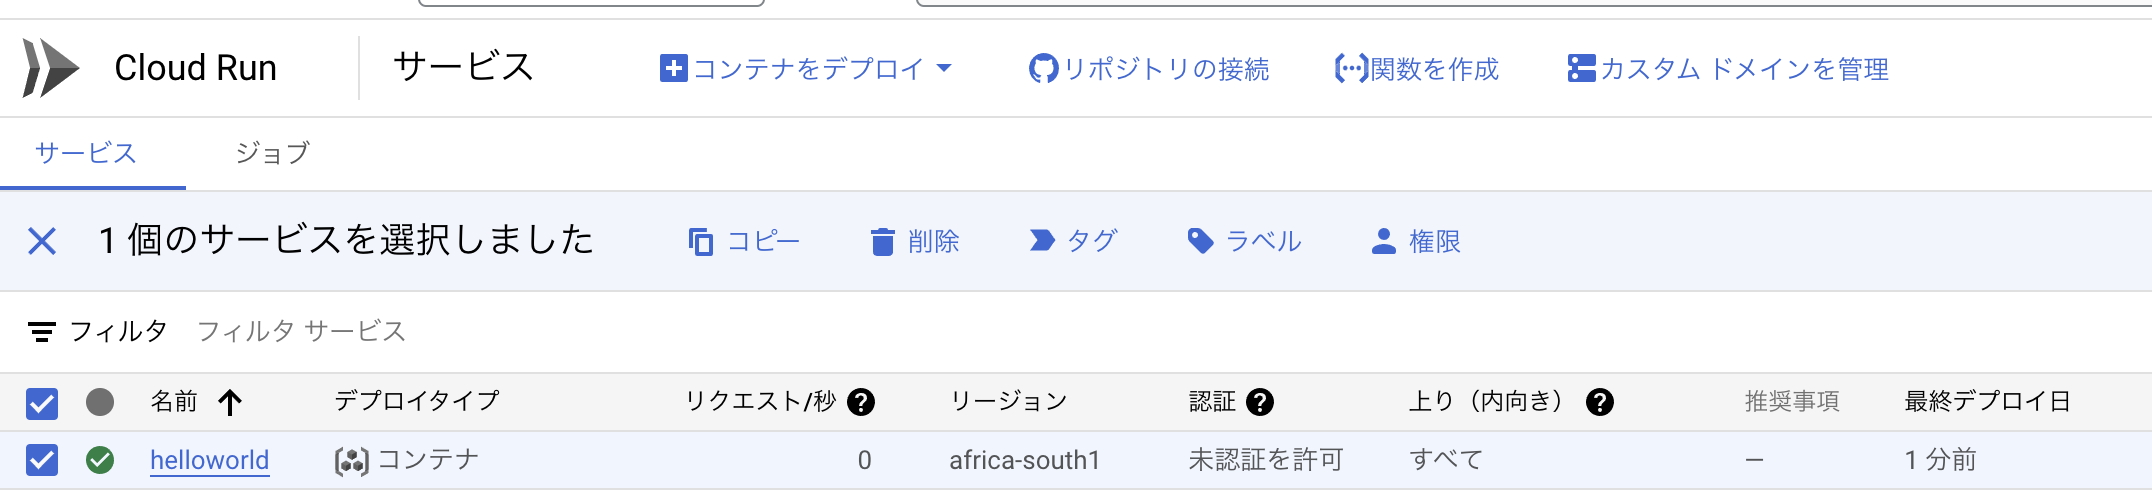 Cloud Run サービス コンテナをデプロイ リポジトリの接続 関数を作成 カスタム ドメインを管理
サービス ジョブ
1 個のサービスを選択しました コピー 削除 タグ ラベル 権限
フィルタ フィルタ サービス
名前 デプロイタイプ リクエスト/秒 リージョン 認証 上り（内向き） 推奨事項 最終デプロイ日
helloworld コンテナ 0 africa-south1 未認証を許可 すべて – 1 分前